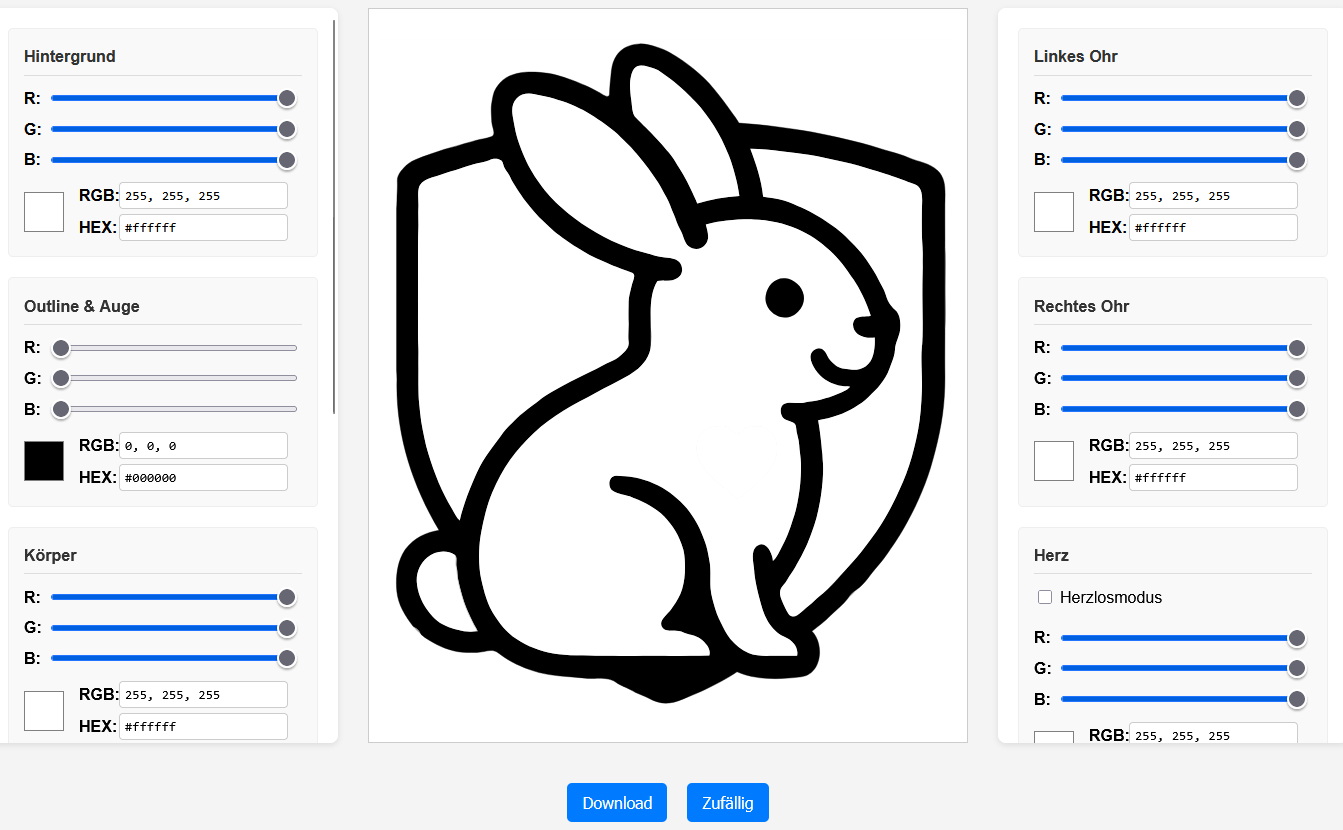 Hintergrund
R:
G:
B:
RGB: 255, 255, 255
HEX: #ffffff
Outline & Auge
R:
G:
B:
RGB: 0, 0, 0
HEX: #000000
Körper
R:
G:
B:
RGB: 255, 255, 255
HEX: #ffffff
Linkes Ohr
R:
G:
B:
RGB: 255, 255, 255
HEX: #ffffff
Rechtes Ohr
R:
G:
B:
RGB: 255, 255, 255
HEX: #ffffff
Herz
Herzlosmodus
R:
G:
B:
RGB: 255, 255, 255
Download
Zufällig